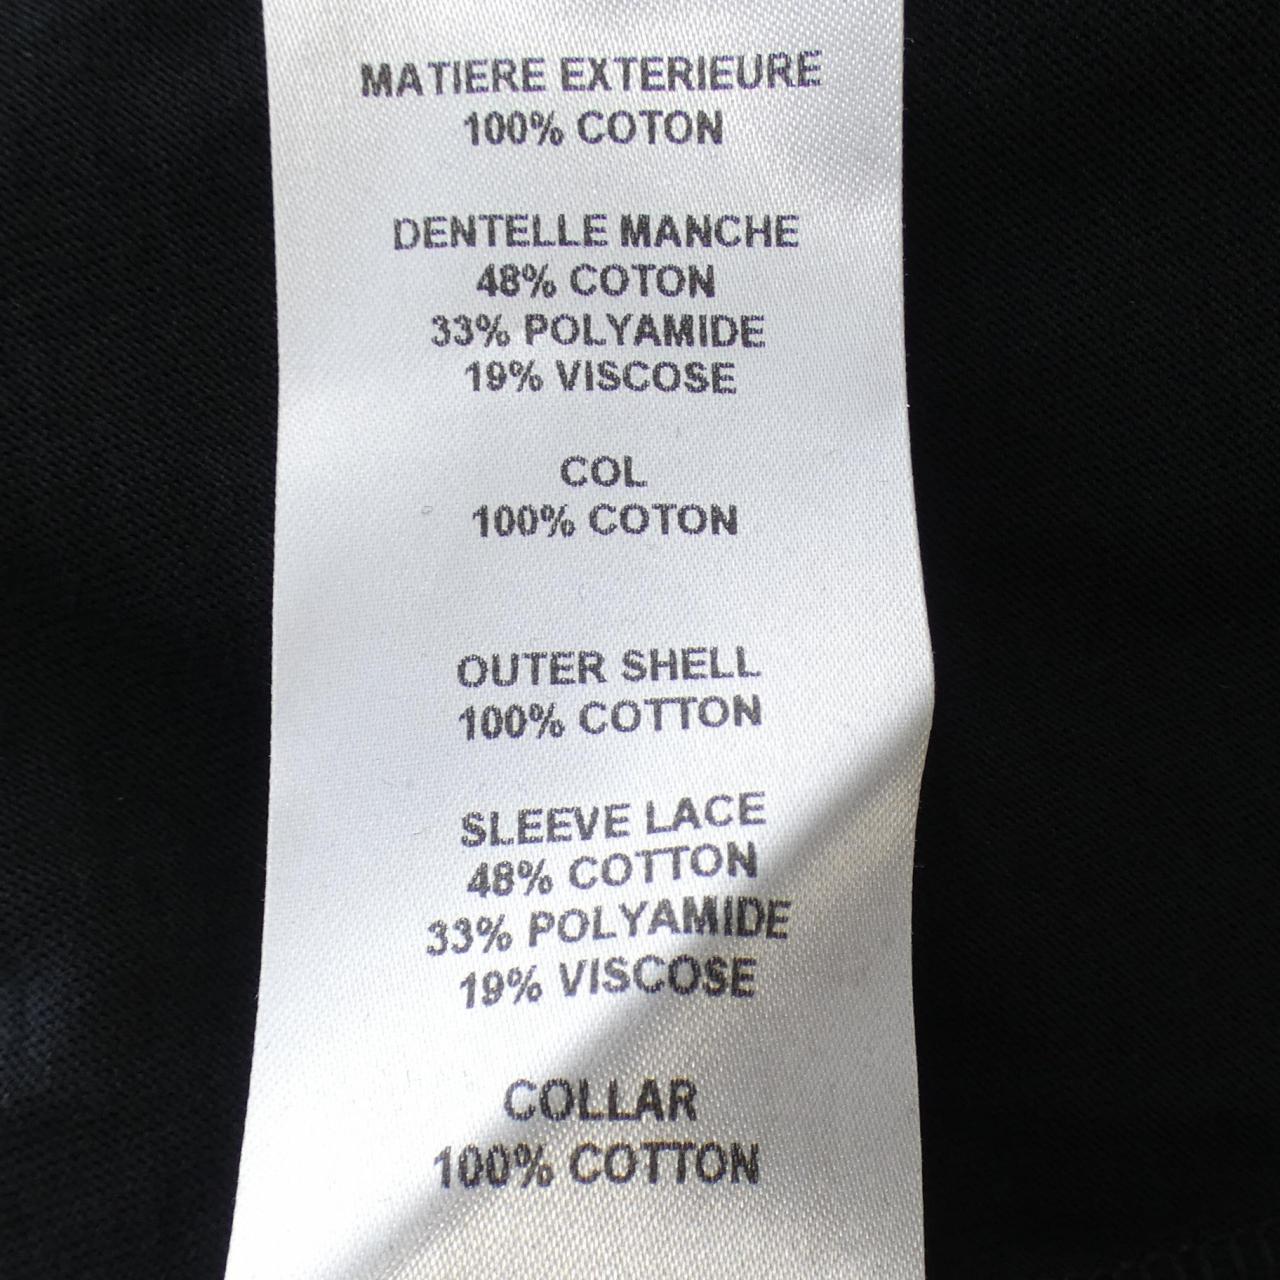 MATIERE EXTERIEURE
100% COTON
DENTELLE MANCHE
48% COTON
33% POLYAMIDE
19% VISCOSE
COL
100% COTON
OUTER SHELL
100% COTTON
SLEEVE LACE
48% COTTON
33% POLYAMIDE
19% VISCOSE
COLLAR
100% COTTON